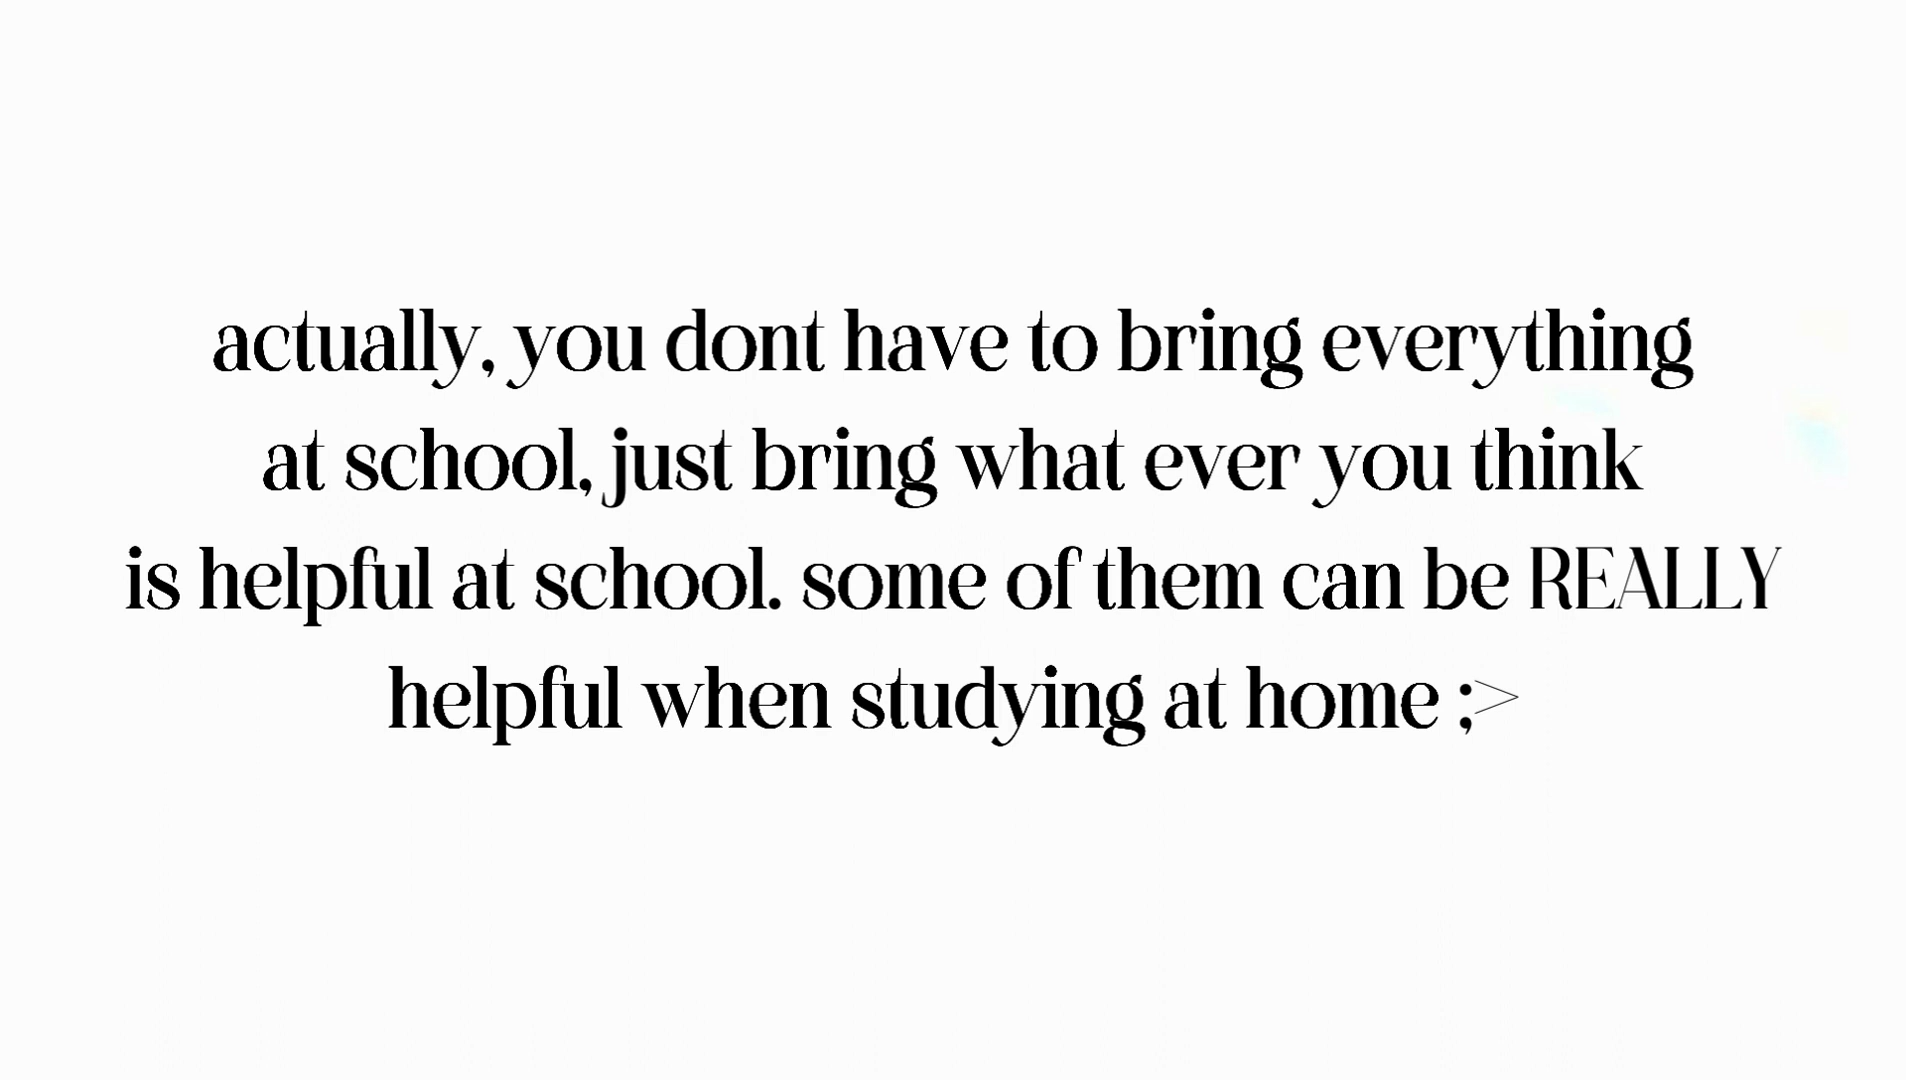 actually, you dont have to bring everything
at school, just bring what ever you think
is helpful at school. some of them can be REALLY
helpful when studying at home ;>